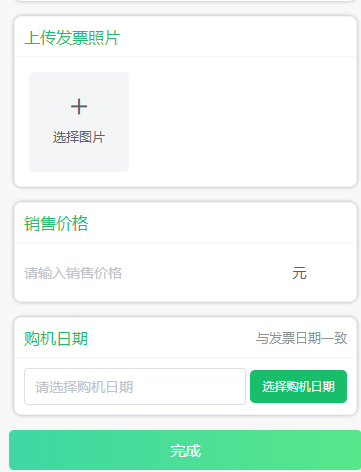 上传发票照片
选择图片
销售价格
请输入销售价格 元
购机日期 与发票日期一致
请选择购机日期 选择购机日期
完成